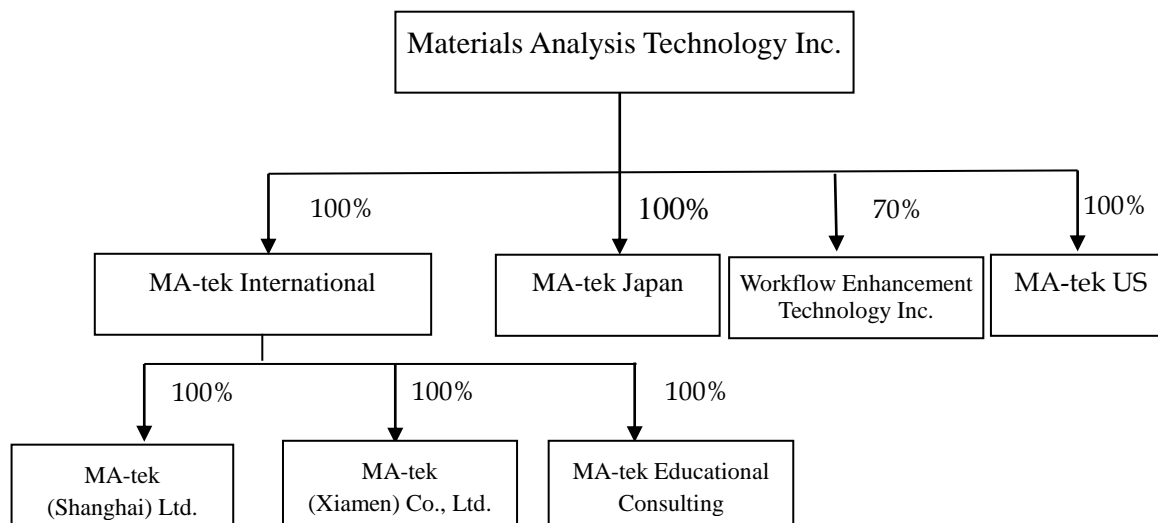 Materials Analysis Technology Inc.
100%
100%
70%
100%
MA-tek International
MA-tek Japan
Workflow Enhancement
Technology Inc.
MA-tek US
100%
100%
100%
MA-tek
(Shanghai) Ltd.
MA-tek
(Xiamen) Co., Ltd.
MA-tek Educational
Consulting